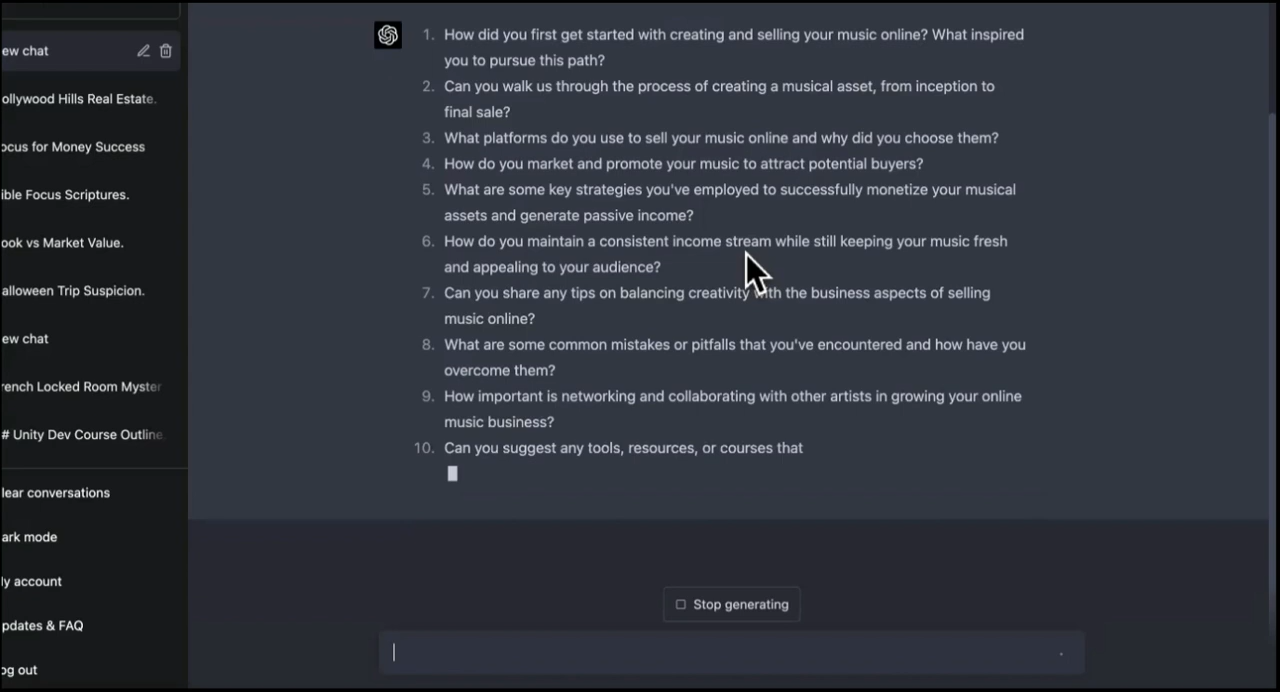 ew chat
ollywood Hills Real Estate.
ocus for Money Success
ible Focus Scriptures.
ook vs Market Value.
alloween Trip Suspicion.
ew chat
rench Locked Room Myster
# Unity Dev Course Outline
lear conversations
ark mode
ly account
pdates & FAQ
og out
1. How did you first get started with creating and selling your music online? What inspired
you to pursue this path?
2. Can you walk us through the process of creating a musical asset, from inception to
final sale?
3. What platforms do you use to sell your music online and why did you choose them?
4. How do you market and promote your music to attract potential buyers?
5. What are some key strategies you've employed to successfully monetize your musical
assets and generate passive income?
6. How do you maintain a consistent income stream while still keeping your music fresh
and appealing to your audience?
7. Can you share any tips on balancing creativity with the business aspects of selling
music online?
8. What are some common mistakes or pitfalls that you've encountered and how have you
overcome them?
9. How important is networking and collaborating with other artists in growing your online
music business?
10. Can you suggest any tools, resources, or courses that
Stop generating